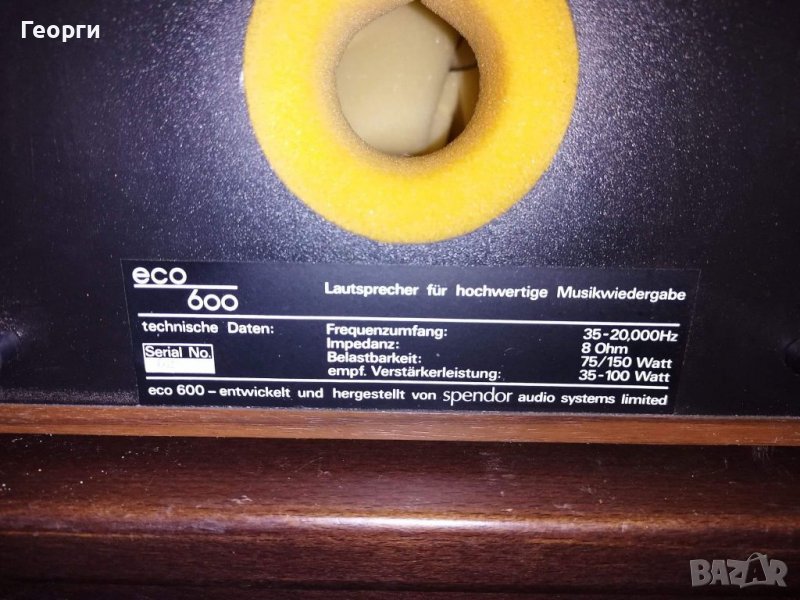 Георги
eco
600
Lautsprecher für hochwertige Musikwiedergabe
technische Daten:
Frequenzumfang: 35-20,000Hz
Impedanz: 8 Ohm
Belastbarkeit: 75/150 Watt
empf. Verstärkerleistung: 35-100 Watt
Serial No.
eco 600 – entwickelt und hergestellt von spendor audio systems limited
BAZAR